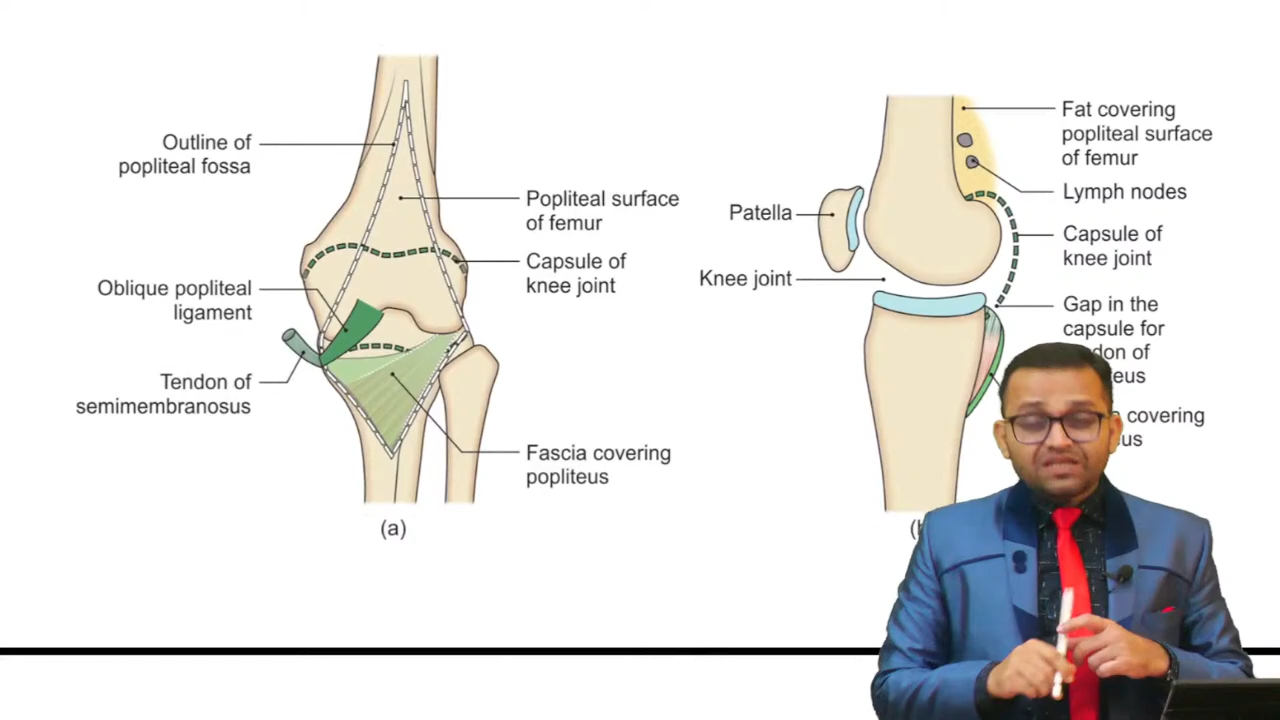 Outline of
popliteal fossa
Popliteal surface
of femur
Capsule of
knee joint
Oblique popliteal
ligament
Tendon of
semimembranosus
Fascia covering
popliteus
(a)
Fat covering
popliteal surface
of femur
Lymph nodes
Patella
Capsule of
knee joint
Knee joint
Gap in the
capsule for
of
covering